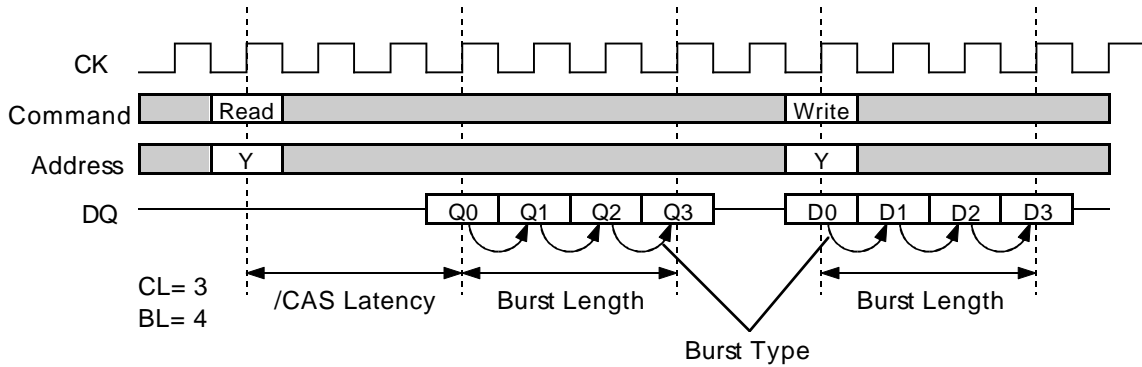 CK
Command Read Write
Address Y Y
DQ Q0 Q1 Q2 Q3 D0 D1 D2 D3
CL= 3 /CAS Latency Burst Length Burst Length
BL= 4
Burst Type